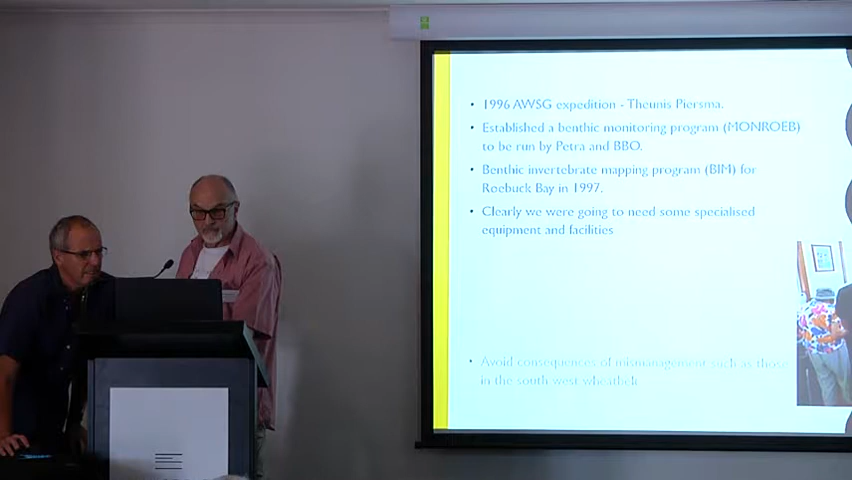 • 1996 AWSG expedition - Theunis Piersma.
• Established a benthic monitoring program (MONROEB)
to be run by Petra and BBO.
• Benthic invertebrate mapping program (BIM) for
Roebuck Bay in 1997.
• Clearly we were going to need some specialised
equipment and facilities
• Avoid consequences of mismanagement such as those
in the south west